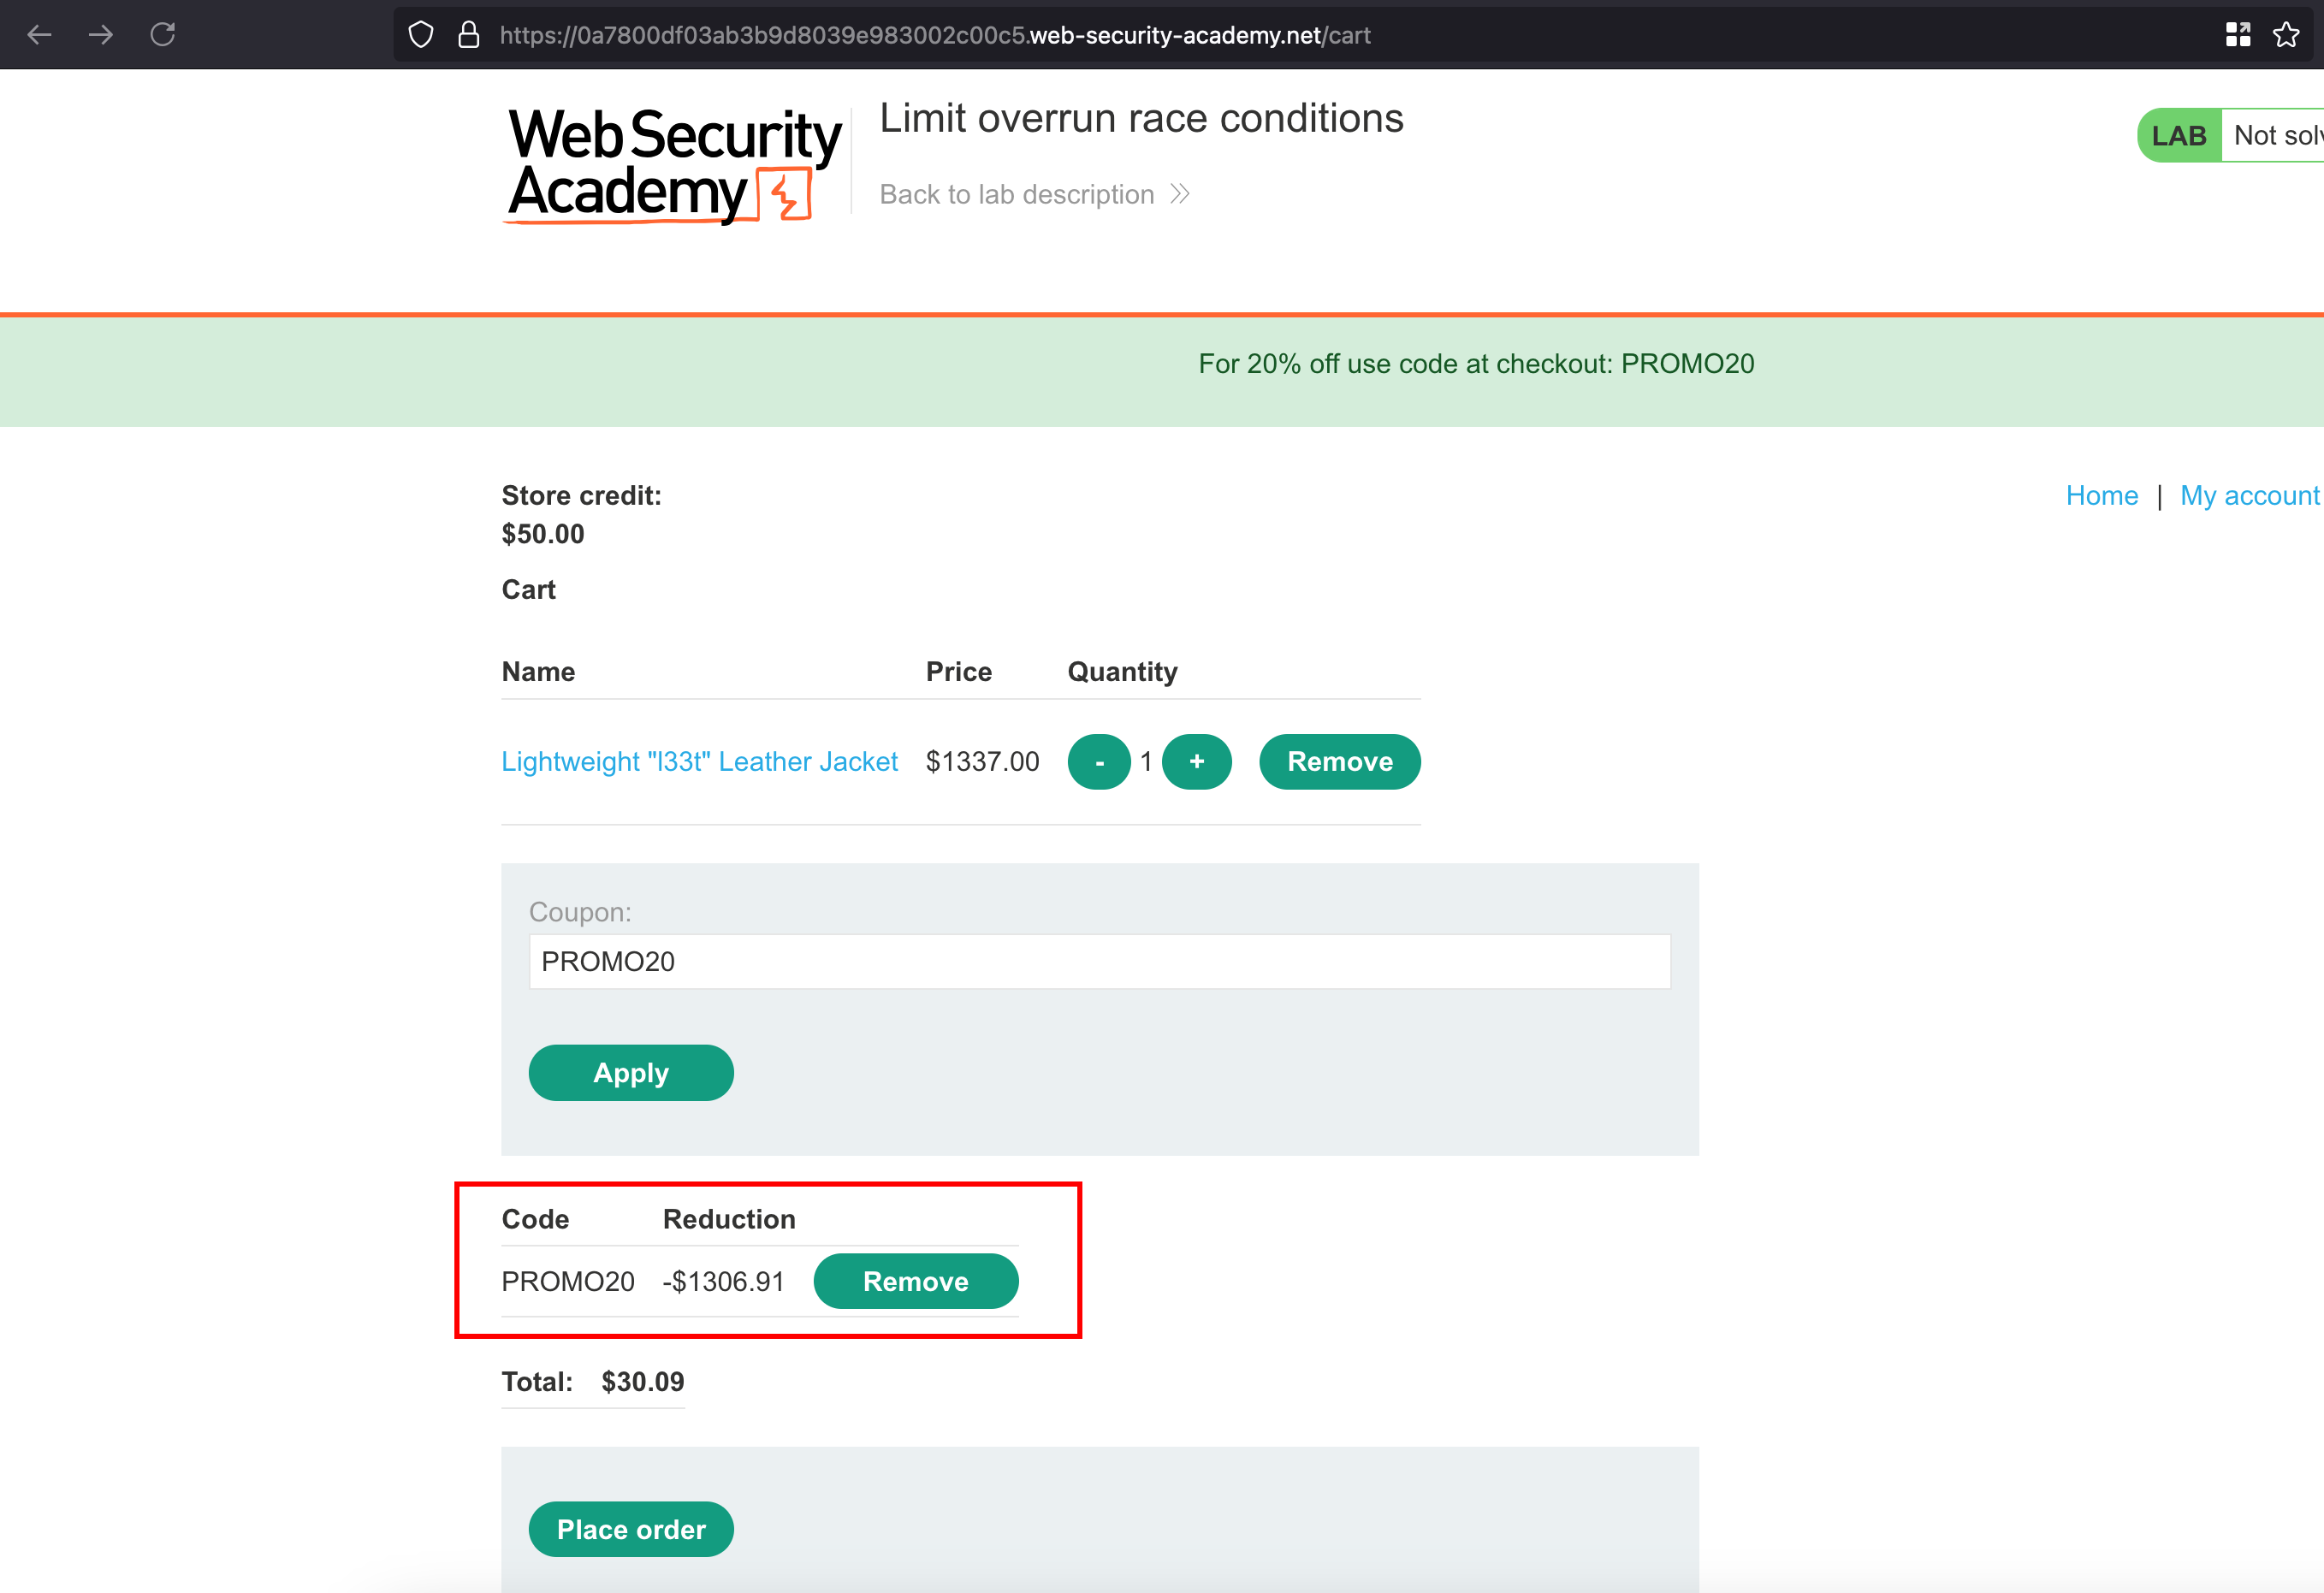 https://0a7800df03ab3b9d8039e983002c00c5.web-security-academy.net/cart
Web Security
Academy
Limit overrun race conditions
Back to lab description
LAB Not solv
For 20% off use code at checkout: PROMO20
Store credit:
$50.00
Home | My account
Cart
Name Price Quantity
Lightweight "l33t" Leather Jacket $1337.00 - 1 + Remove
Coupon:
PROMO20
Apply
Code Reduction
PROMO20 -$1306.91 Remove
Total: $30.09
Place order